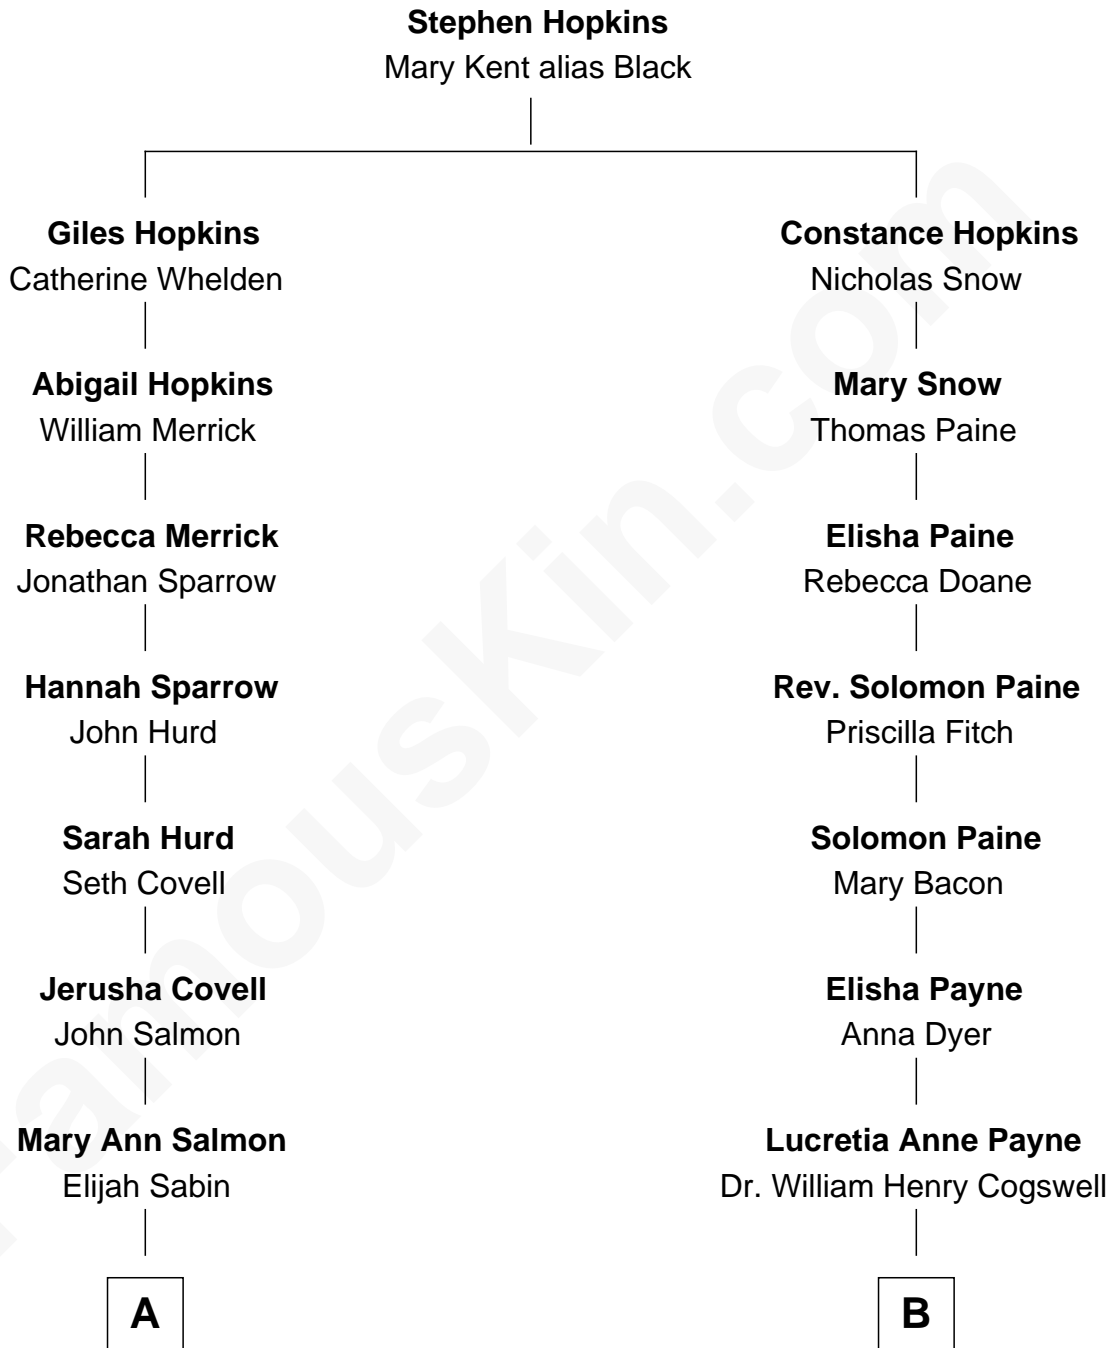 Stephen Hopkins
Mary Kent alias Black
Giles Hopkins
Catherine Whelden
Constance Hopkins
Nicholas Snow
Abigail Hopkins
William Merrick
Mary Snow
Thomas Paine
Rebecca Merrick
Jonathan Sparrow
Elisha Paine
Rebecca Doane
Hannah Sparrow
John Hurd
Rev. Solomon Paine
Priscilla Fitch
Sarah Hurd
Seth Covell
Solomon Paine
Mary Bacon
Jerusha Covell
John Salmon
Elisha Payne
Anna Dyer
Mary Ann Salmon
Elijah Sabin
Lucretia Anne Payne
Dr. William Henry Cogswell
A
B
FamousKin.com